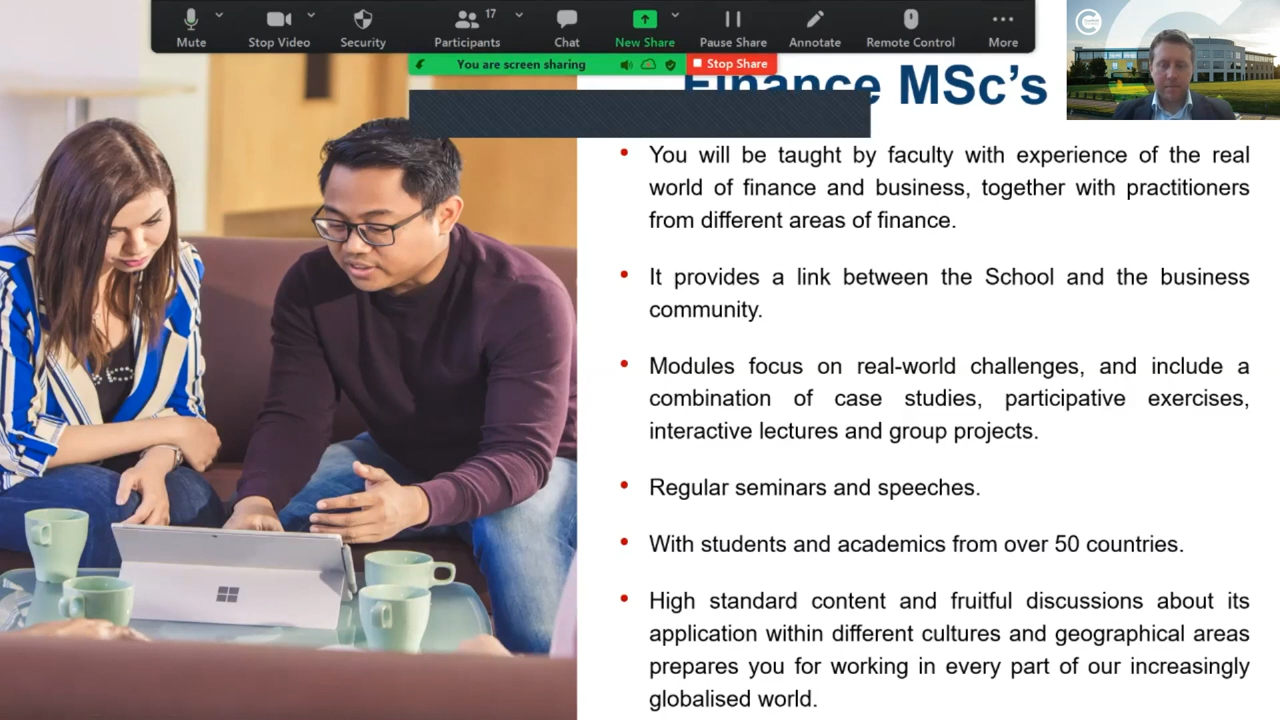 17
Mute
Stop Video
Security
Participants
Chat
New Share
Pause Share
Annotate
Remote Control
More
You are screen sharing
Stop Share
Finance MSc's
You will be taught by faculty with experience of the real
world of finance and business, together with practitioners
from different areas of finance.
It provides a link between the School and the business
community.
Modules focus on real-world challenges, and include a
combination of case studies, participative exercises,
interactive lectures and group projects.
Regular seminars and speeches.
With students and academics from over 50 countries.
High standard content and fruitful discussions about its
application within different cultures and geographical areas
prepares you for working in every part of our increasingly
globalised world.